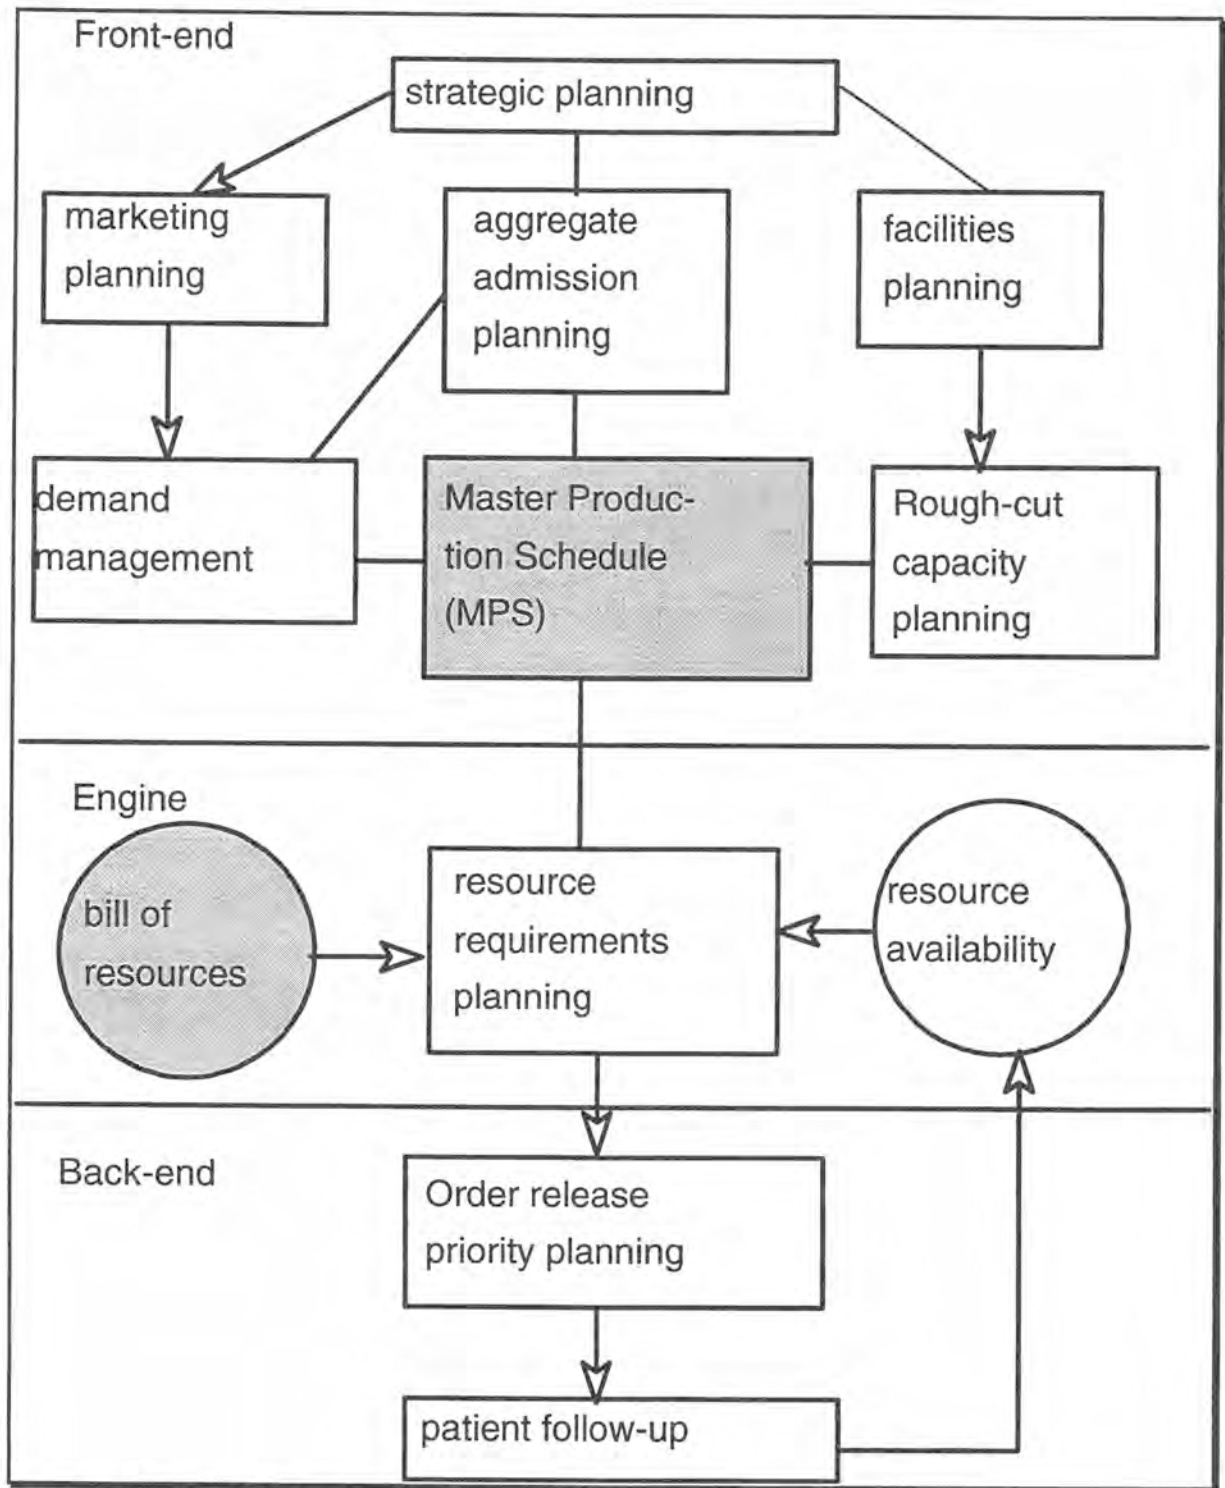 Front-end
strategic planning
marketing
planning
aggregate
admission
planning
facilities
planning
demand
management
Master Produc-
tion Schedule
(MPS)
Rough-cut
capacity
planning
Engine
bill of
resources
resource
requirements
planning
resource
availability
Back-end
Order release
priority planning
patient follow-up